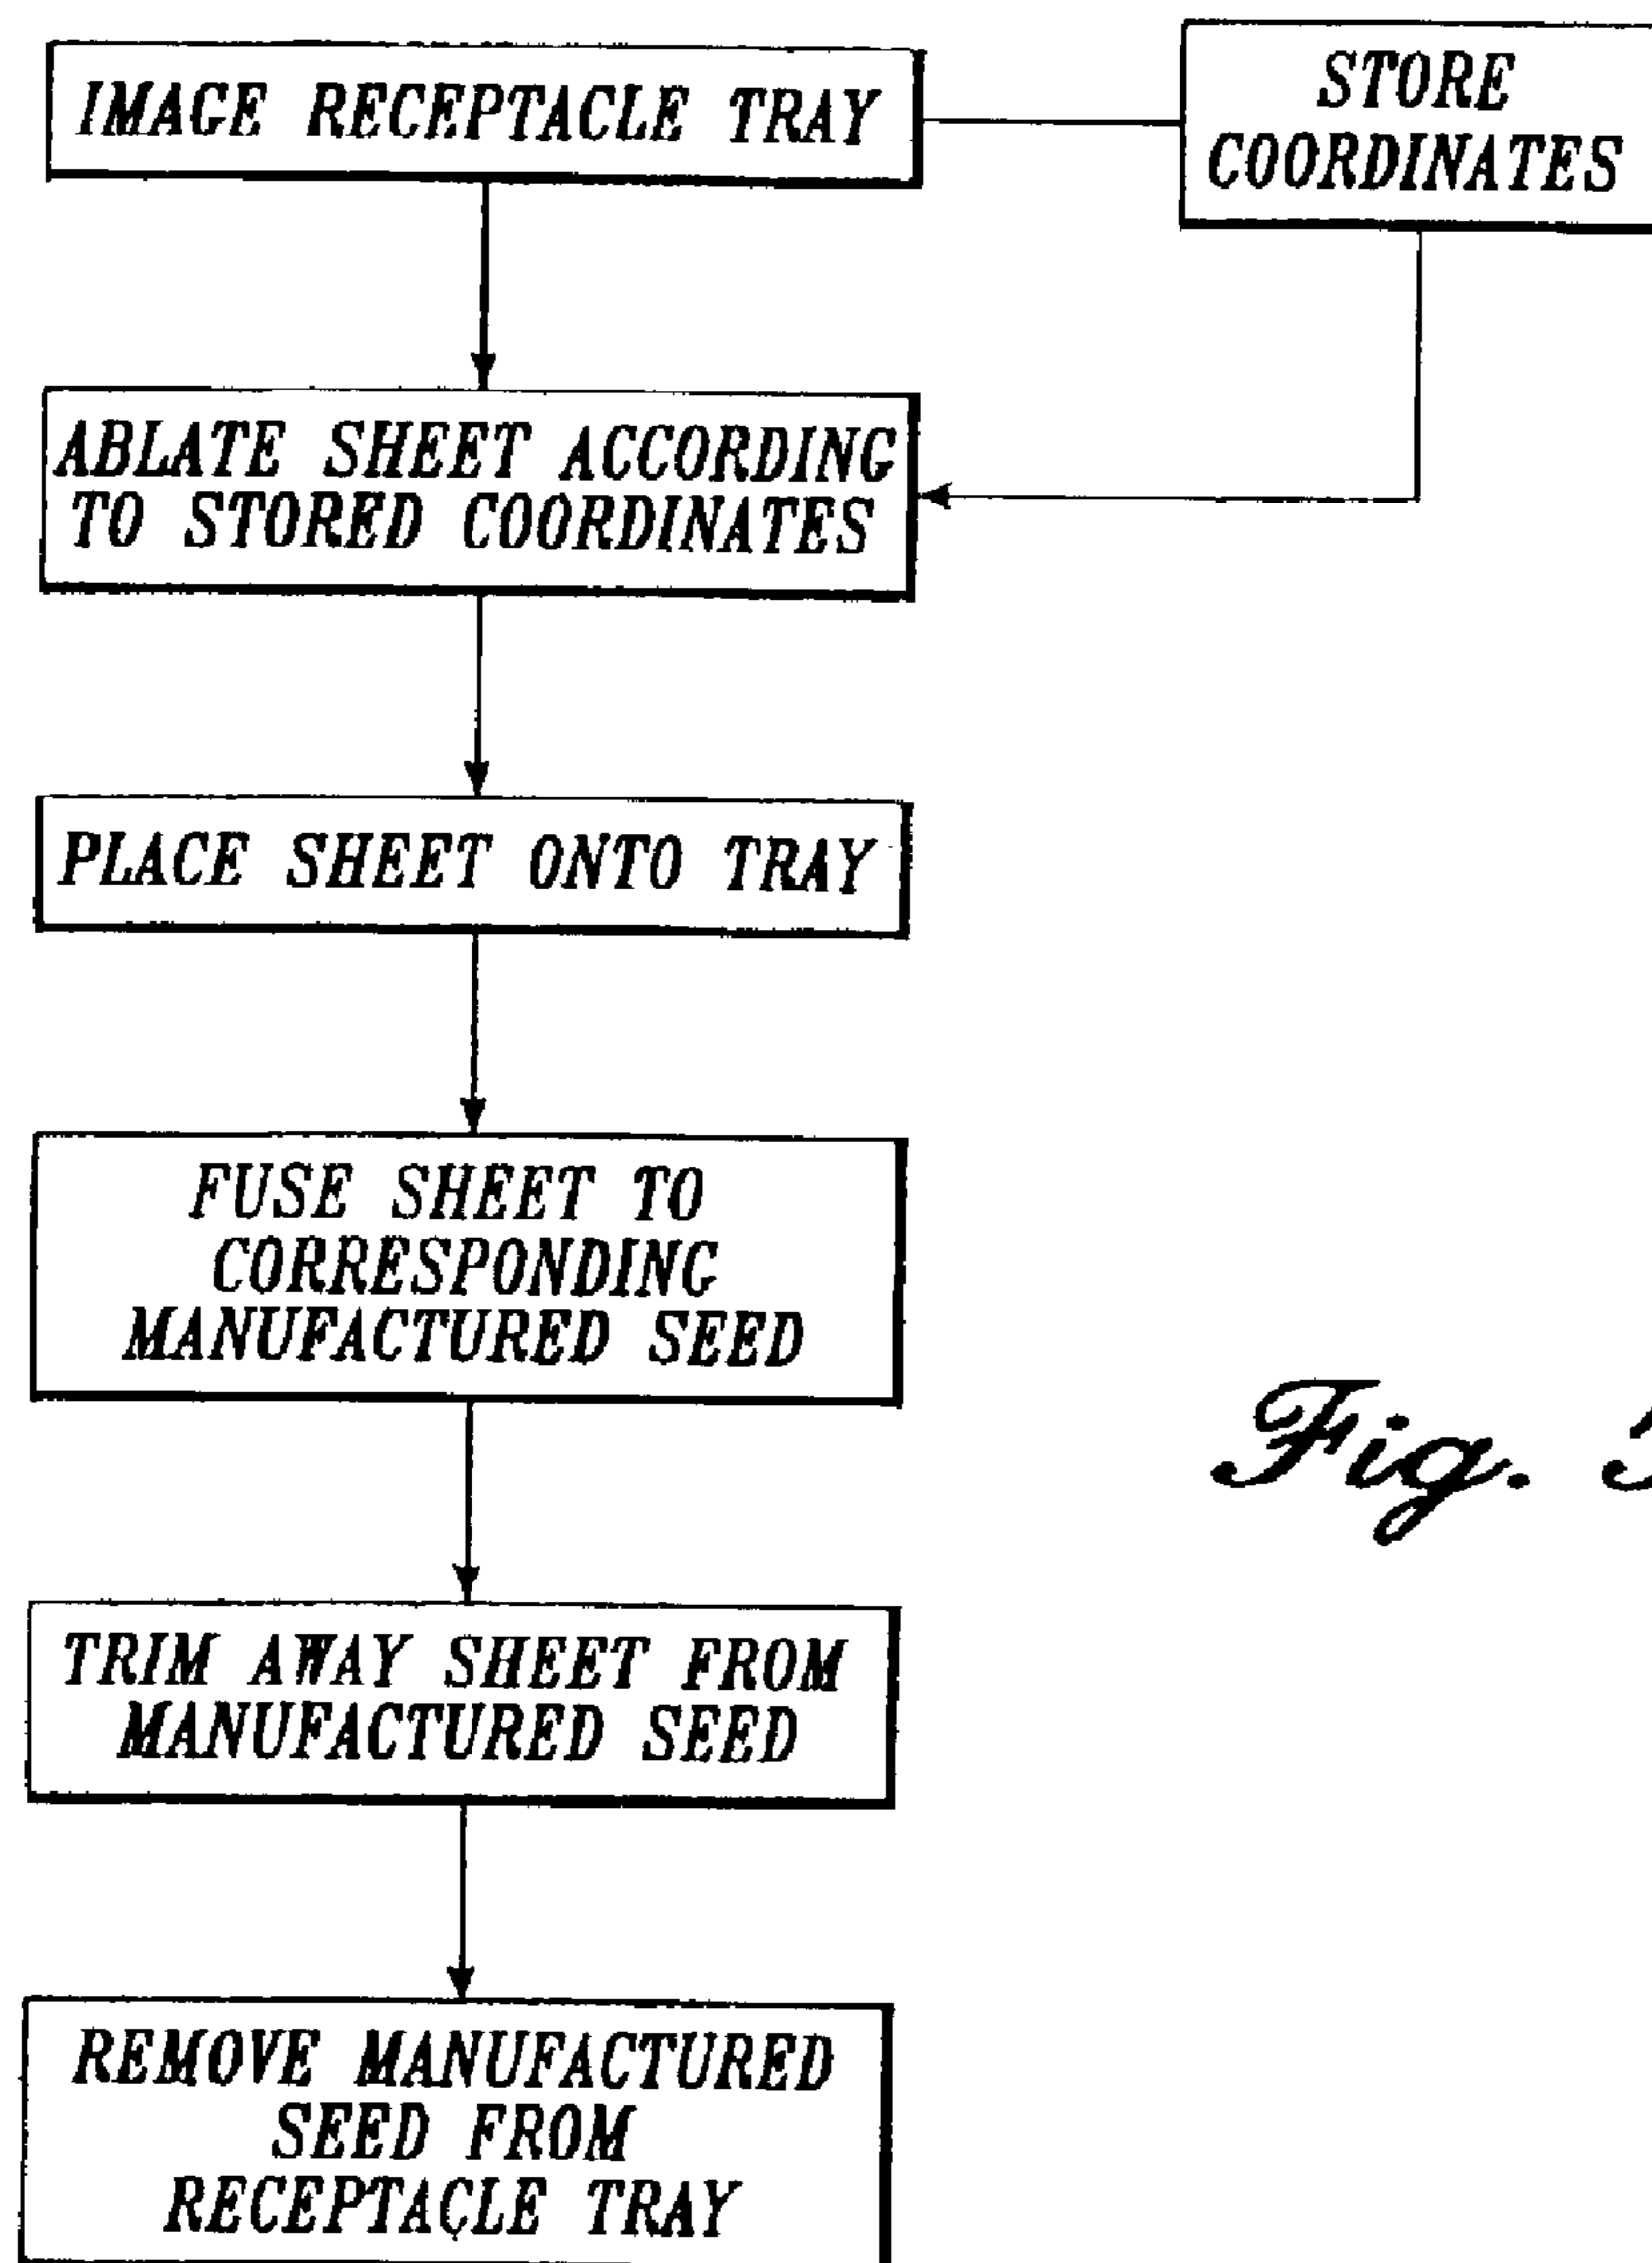 IMAGE RECEPTACLE TRAY
STORE
COORDINATES
ABLATE SHEET ACCORDING
TO STORED COORDINATES
PLACE SHEET ONTO TRAY
FUSE SHEET TO
CORRESPONDING
MANUFACTURED SEED
Fig.
TRIM AWAY SHEET FROM
MANUFACTURED SEED
REMOVE MANUFACTURED
SEED FROM
RECEPTACLE TRAY